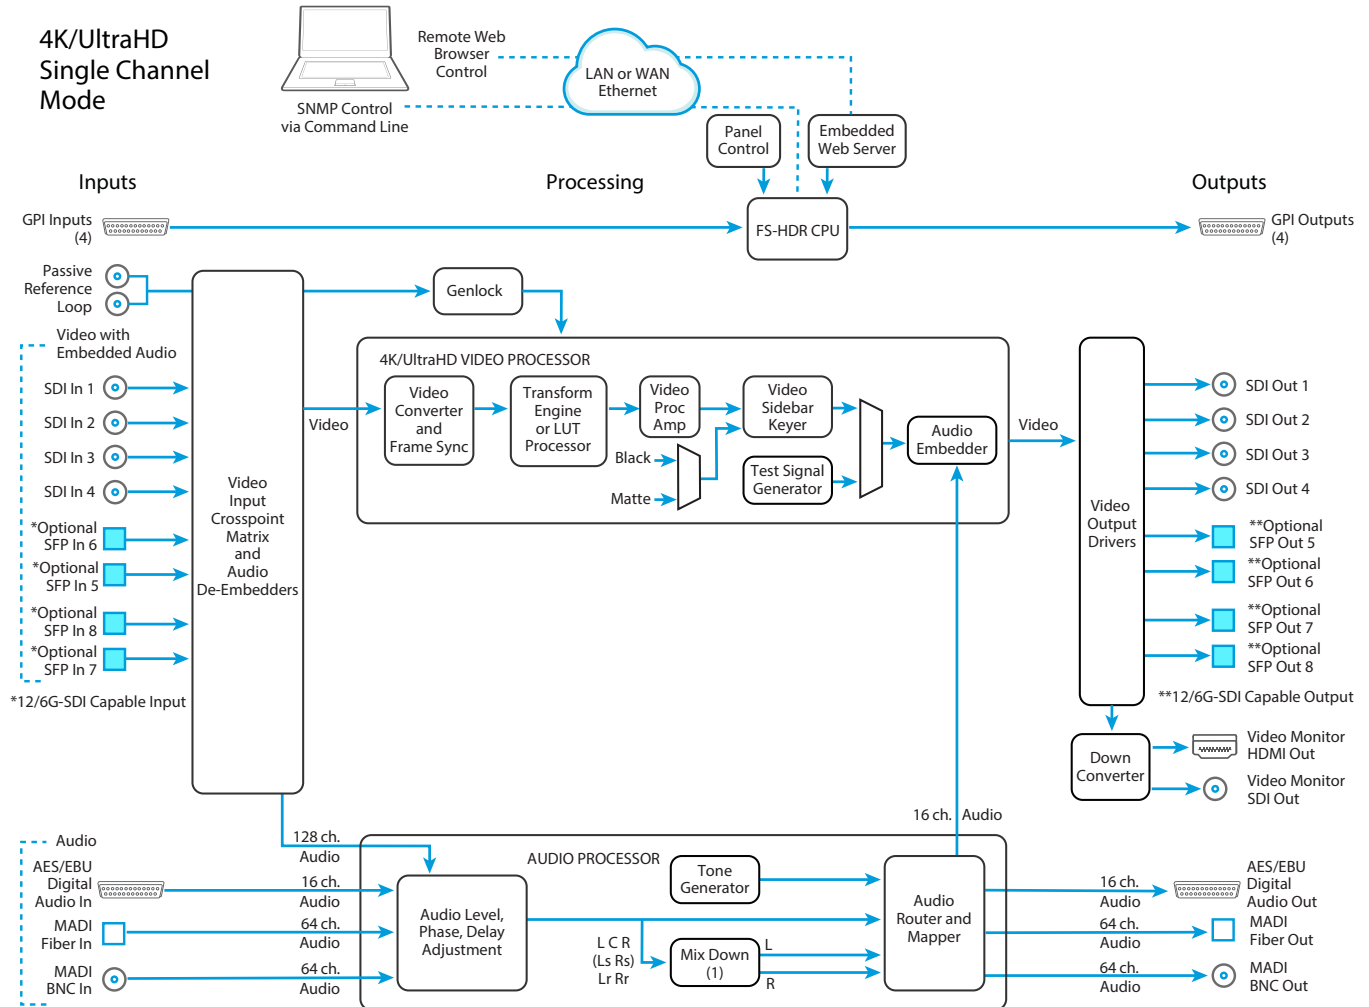 4K/UltraHD
Single Channel
Mode
SNMP Control
via Command Line
Remote Web
Browser
Control
LAN or WAN
Ethernet
Panel
Control
Embedded
Web Server
Inputs
Processing
Outputs
GPI Inputs
(4)
FS-HDR CPU
GPI Outputs
(4)
Passive
Reference
Loop
Genlock
Video with
Embedded Audio
SDI In 1
SDI In 2
SDI In 3
SDI In 4
*Optional
SFP In 6
*Optional
SFP In 5
*Optional
SFP In 8
*Optional
SFP In 7
*12/6G-SDI Capable Input
Video
Input
Crosspoint
Matrix
and
Audio
De-Embedders
Video
4K/UltraHD VIDEO PROCESSOR
Video
Converter
and
Frame Sync
Transform
Engine
or LUT
Processor
Video
Proc
Amp
Video
Sidebar
Keyer
Black
Matte
Test Signal
Generator
Audio
Embedder
Video
Video
Output
Drivers
SDI Out 1
SDI Out 2
SDI Out 3
SDI Out 4
**Optional
SFP Out 5
**Optional
SFP Out 6
**Optional
SFP Out 7
**Optional
SFP Out 8
**12/6G-SDI Capable Output
Down
Converter
Video Monitor
HDMI Out
Video Monitor
SDI Out
16 ch. Audio
Audio
AES/EBU
Digital
Audio In
MADI
Fiber In
MADI
BNC In
128 ch.
Audio
16 ch.
Audio
64 ch.
Audio
64 ch.
Audio
AUDIO PROCESSOR
Audio Level,
Phase, Delay
Adjustment
Tone
Generator
L C R
(Ls Rs)
Lr Rr
Mix Down
(1)
L
R
Audio
Router and
Mapper
16 ch.
Audio
64 ch.
Audio
64 ch.
Audio
AES/EBU
Digital
Audio Out
MADI
Fiber Out
MADI
BNC Out